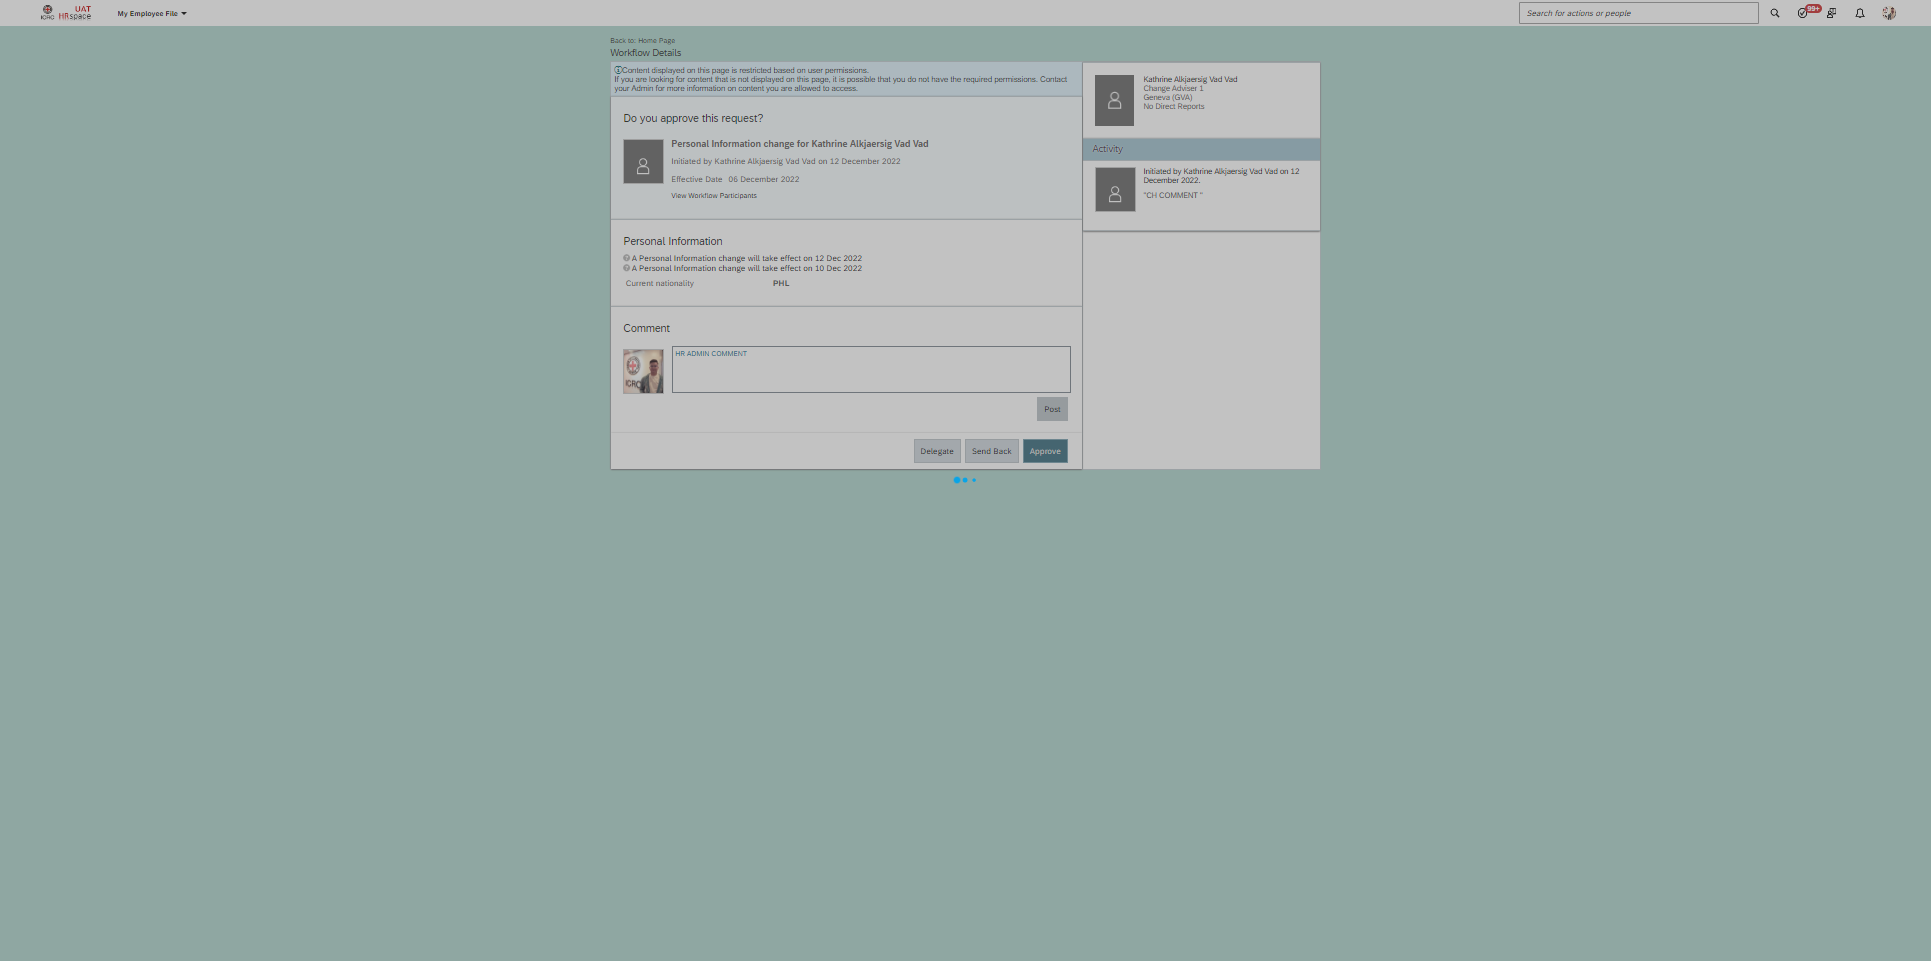 ICRC
UAT
HRspace
My Employee File
Search for actions or people
99+
Back to: Home Page
Workflow Details
Content displayed on this page is restricted based on user permissions.
If you are looking for content that is not displayed on this page, it is possible that you do not have the required permissions. Contact
your Admin for more information on content you are allowed to access.
Do you approve this request?
Personal Information change for Kathrine Alkjaersig Vad Vad
Initiated by Kathrine Alkjaersig Vad Vad on 12 December 2022
Effective Date 06 December 2022
View Workflow Participants
Personal Information
A Personal Information change will take effect on 12 Dec 2022
A Personal Information change will take effect on 10 Dec 2022
Current nationality PHL
Comment
ICRC
HR ADMIN COMMENT
Post
Delegate Send Back Approve
Kathrine Alkjaersig Vad Vad
Change Adviser 1
Geneva (GVA)
No Direct Reports
Activity
Initiated by Kathrine Alkjaersig Vad Vad on 12
December 2022.
"CH COMMENT "